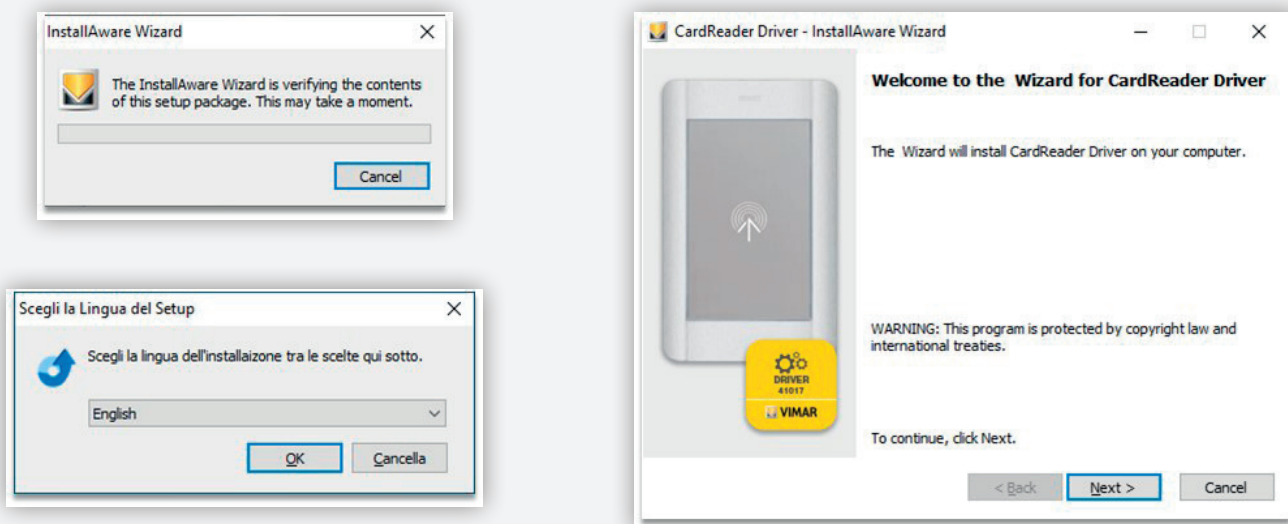 InstallAware Wizard
The InstallAware Wizard is verifying the contents
of this setup package. This may take a moment.
Cancel
Scegli la Lingua del Setup
Scegli la lingua dell'installaizone tra le scelte qui sotto.
English
OK
Cancella
CardReader Driver - InstallAware Wizard
Welcome to the Wizard for CardReader Driver
The Wizard will install CardReader Driver on your computer.
DRIVER
41017
VIMAR
WARNING: This program is protected by copyright law and
international treaties.
To continue, click Next.
< Back
Next >
Cancel